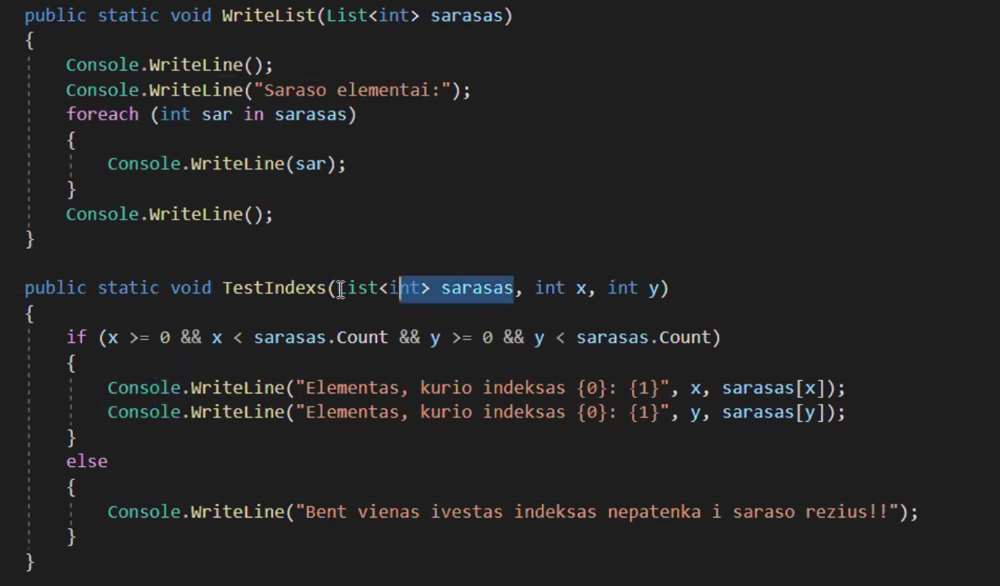 public static void WriteList(List<int> sarasas)
{
Console.WriteLine();
Console.WriteLine("Saraso elementai:");
foreach (int sar in sarasas)
{
Console.WriteLine(sar);
}
Console.WriteLine();
}
public static void TestIndexs(List<int> sarasas, int x, int y)
{
if (x >= 0 && x < sarasas.Count && y >= 0 && y < sarasas.Count)
{
Console.WriteLine("Elementas, kurio indeksas {0}: {1}", x, sarasas[x]);
Console.WriteLine("Elementas, kurio indeksas {0}: {1}", y, sarasas[y]);
}
else
{
Console.WriteLine("Bent vienas ivestas indeksas nepatenka i saraso rezius!!");
}
}